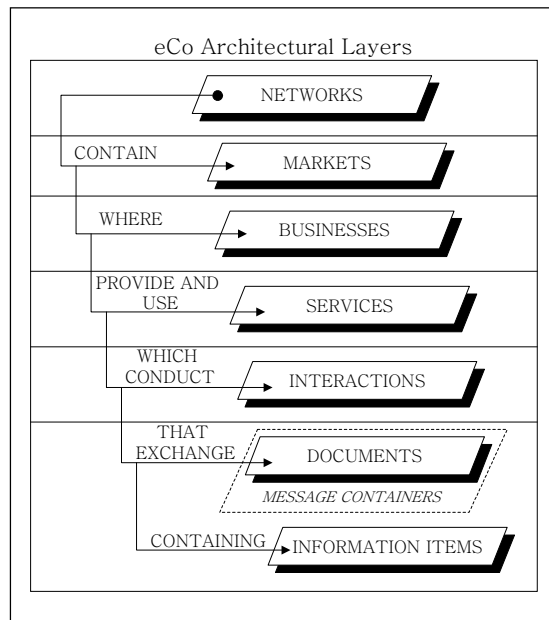 eCo Architectural Layers
NETWORKS
CONTAIN
MARKETS
WHERE
BUSINESSES
PROVIDE AND
USE
SERVICES
WHICH
CONDUCT
INTERACTIONS
THAT
EXCHANGE
DOCUMENTS
MESSAGE CONTAINERS
CONTAINING
INFORMATION ITEMS